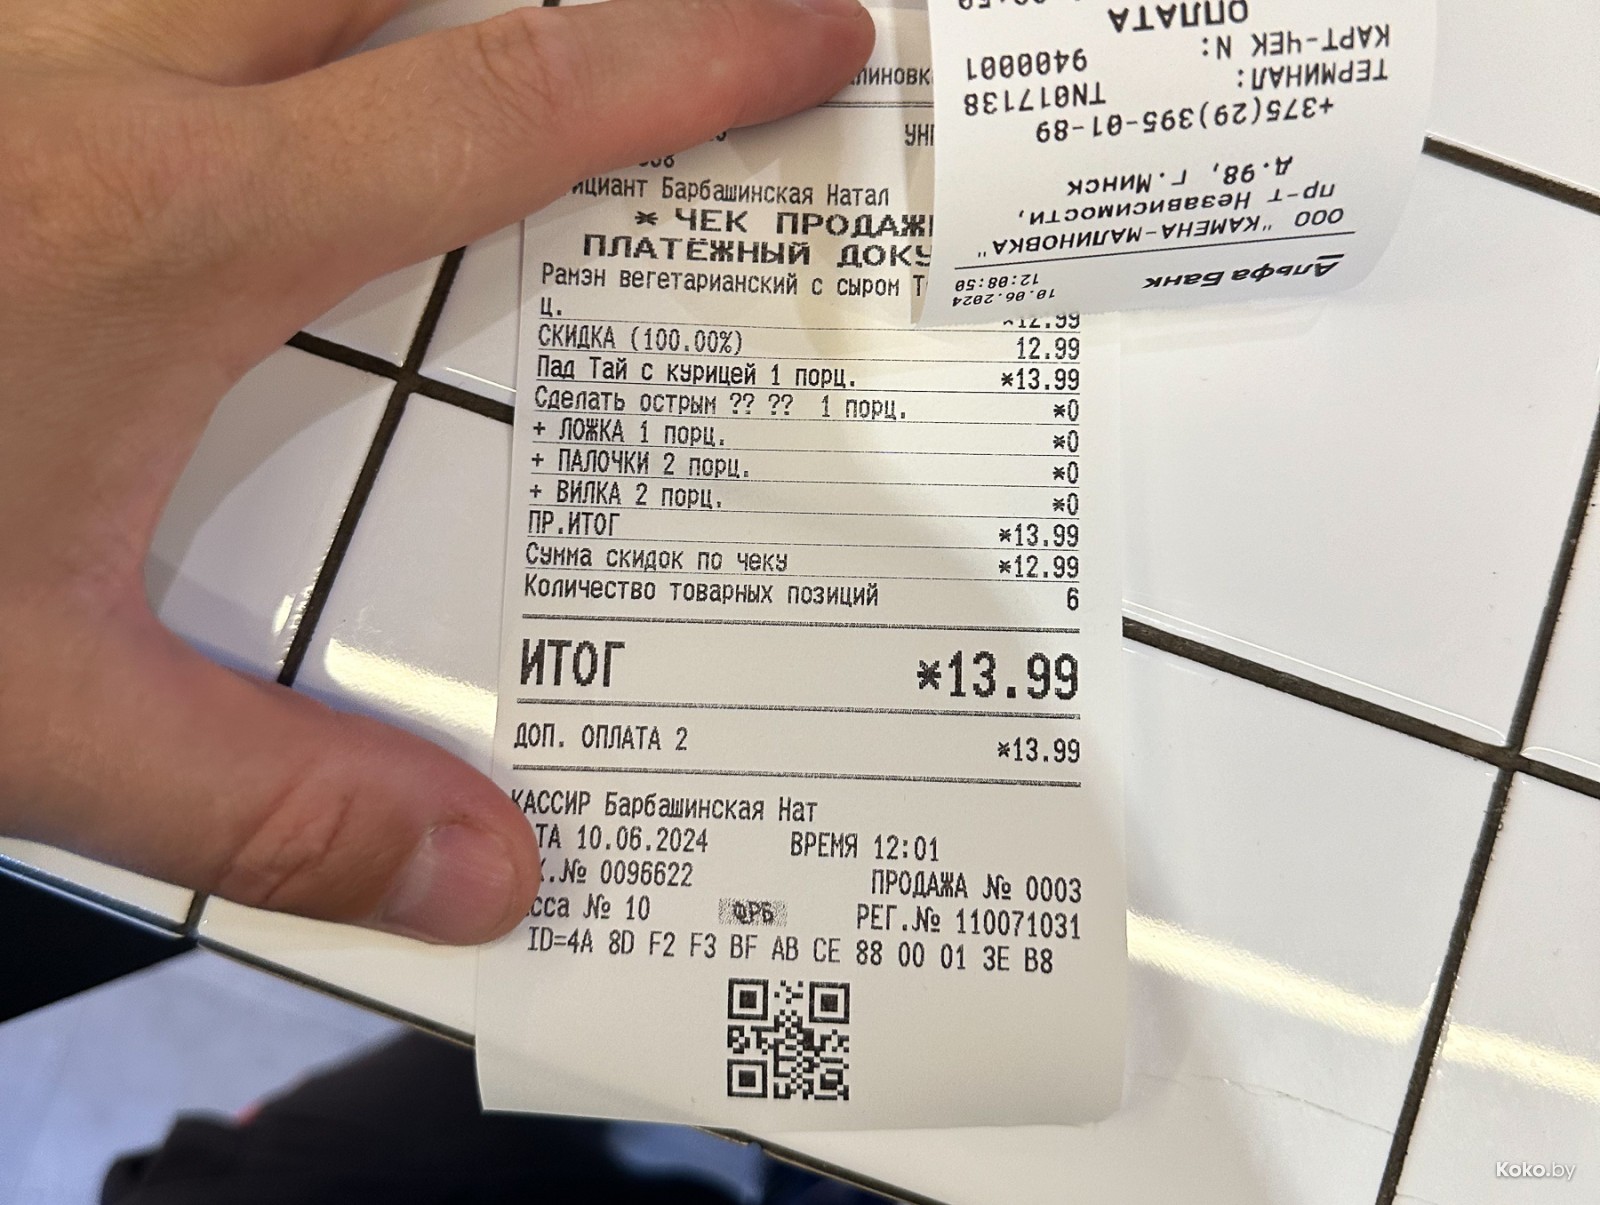 УНП
Барбашинская Натал
* ЧЕК ПРОДАЖИ
ПЛАТЁЖНЫЙ ДОКУ
Рамэн вегетарианский с сыром Т
ц.
*12.99
СКИДКА (100.00%) 12.99
Пад Тай с курицей 1 порц. *13.99
Сделать острым ?? ?? 1 порц. *0
+ ЛОЖКА 1 порц. *0
+ ПАЛОЧКИ 2 порц. *0
+ ВИЛКА 2 порц. *0
ПР.ИТОГ *13.99
Сумма скидок по чеку *12.99
Количество товарных позиций 6
ИТОГ *13.99
ДОП. ОПЛАТА 2 *13.99
КАССИР Барбашинская Нат
ТА 10.06.2024 ВРЕМЯ 12:01
.№ 0096622 ПРОДАЖА № 0003
сса № 10 ФРБ РЕГ.№ 110071031
ID=4A 8D F2 F3 BF AB CE 88 00 01 3E B8
Альфа Банк 10.06.2024
12:08:50
ООО "КАМЕНА-МАЛИНОВКА"
пр-т Независимости,
д.98, г.Минск
+375(29)395-01-89
ТЕРМИНАЛ: TN017138
КАРТ-ЧЕК N: 9400001
ОПЛАТА
Koko.by